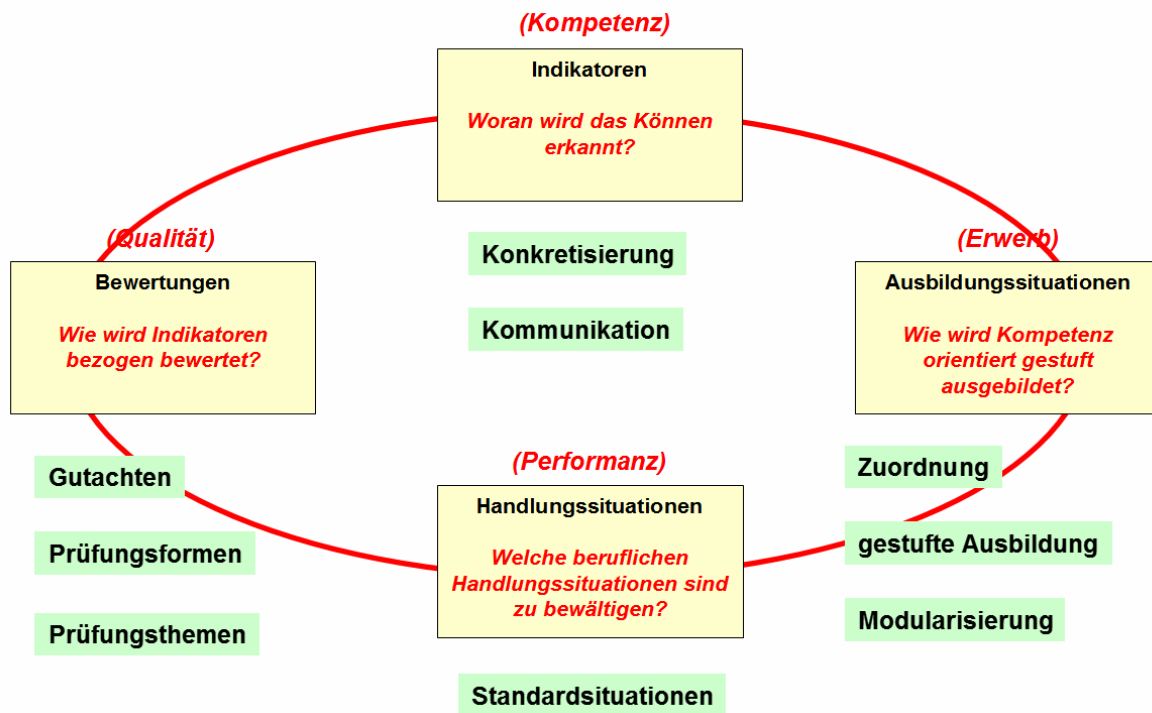 (Kompetenz)
Indikatoren
Woran wird das Können
erkannt?
(Qualität)
Bewertungen
Wie wird Indikatoren
bezogen bewertet?
Konkretisierung
Kommunikation
(Erwerb)
Ausbildungssituationen
Wie wird Kompetenz
orientiert gestuft
ausgebildet?
Gutachten
Prüfungsformen
Prüfungsthemen
(Performanz)
Handlungssituationen
Welche beruflichen
Handlungssituationen sind
zu bewältigen?
Standardsituationen
Zuordnung
gestufte Ausbildung
Modularisierung